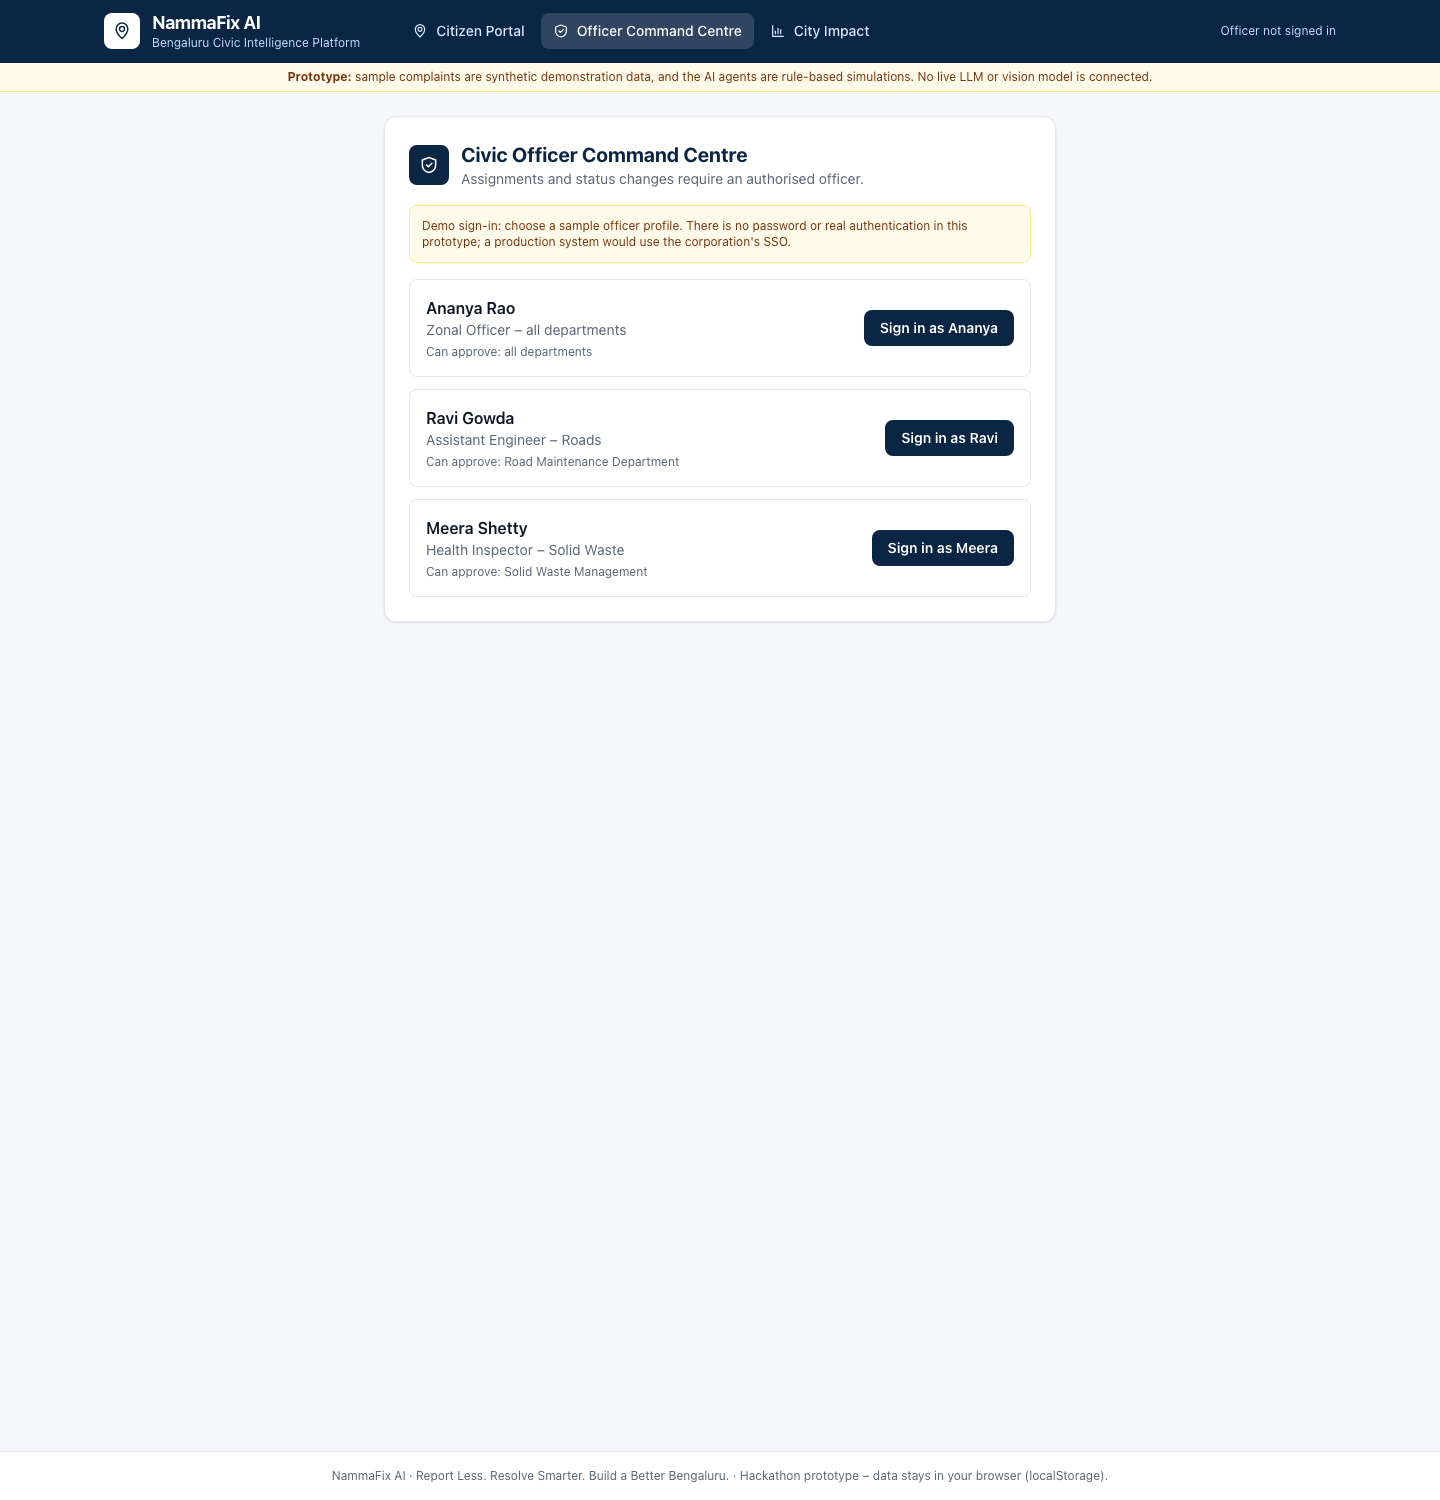 NammaFix AI
Bengaluru Civic Intelligence Platform
Citizen Portal
Officer Command Centre
City Impact
Officer not signed in
Prototype: sample complaints are synthetic demonstration data, and the AI agents are rule-based simulations. No live LLM or vision model is connected.
Civic Officer Command Centre
Assignments and status changes require an authorised officer.
Demo sign-in: choose a sample officer profile. There is no password or real authentication in this
prototype; a production system would use the corporation's SSO.
Ananya Rao
Zonal Officer – all departments
Can approve: all departments
Sign in as Ananya
Ravi Gowda
Assistant Engineer – Roads
Can approve: Road Maintenance Department
Sign in as Ravi
Meera Shetty
Health Inspector – Solid Waste
Can approve: Solid Waste Management
Sign in as Meera
NammaFix AI · Report Less. Resolve Smarter. Build a Better Bengaluru. · Hackathon prototype – data stays in your browser (localStorage).